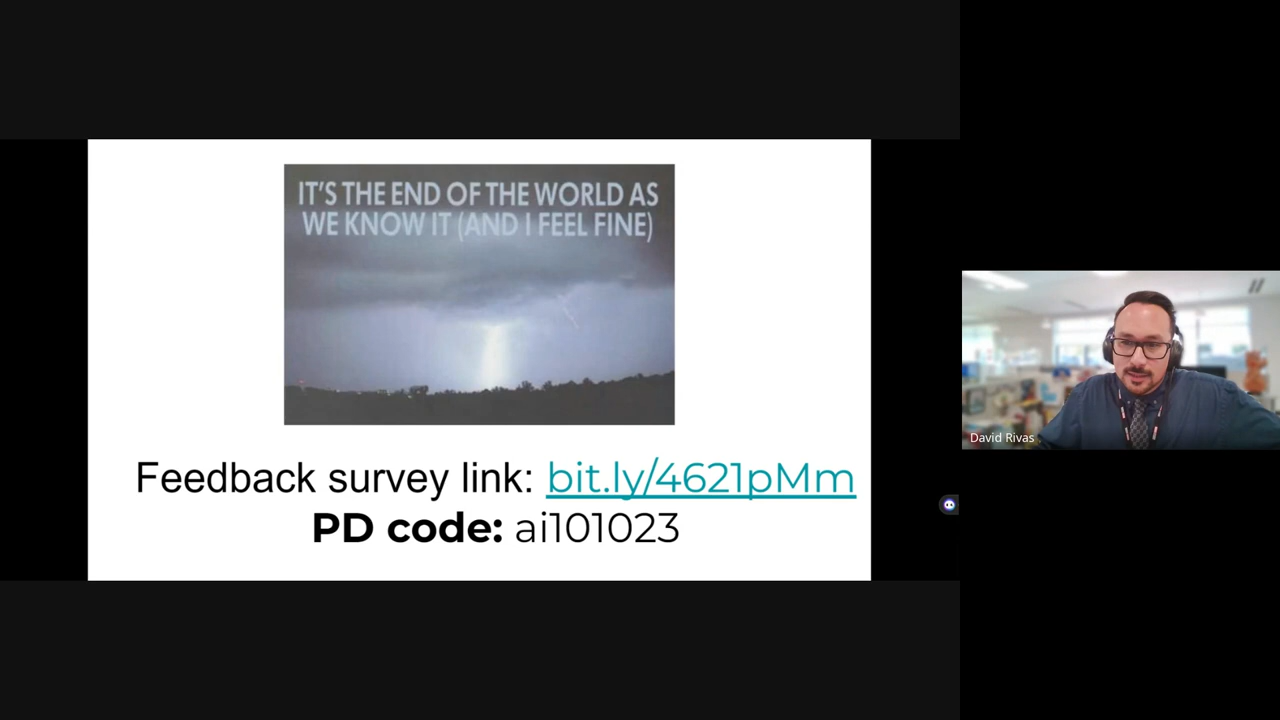 IT'S THE END OF THE WORLD AS
WE KNOW IT (AND I FEEL FINE)
Feedback survey link: bit.ly/4621pMm
PD code: ai101023
David Rivas